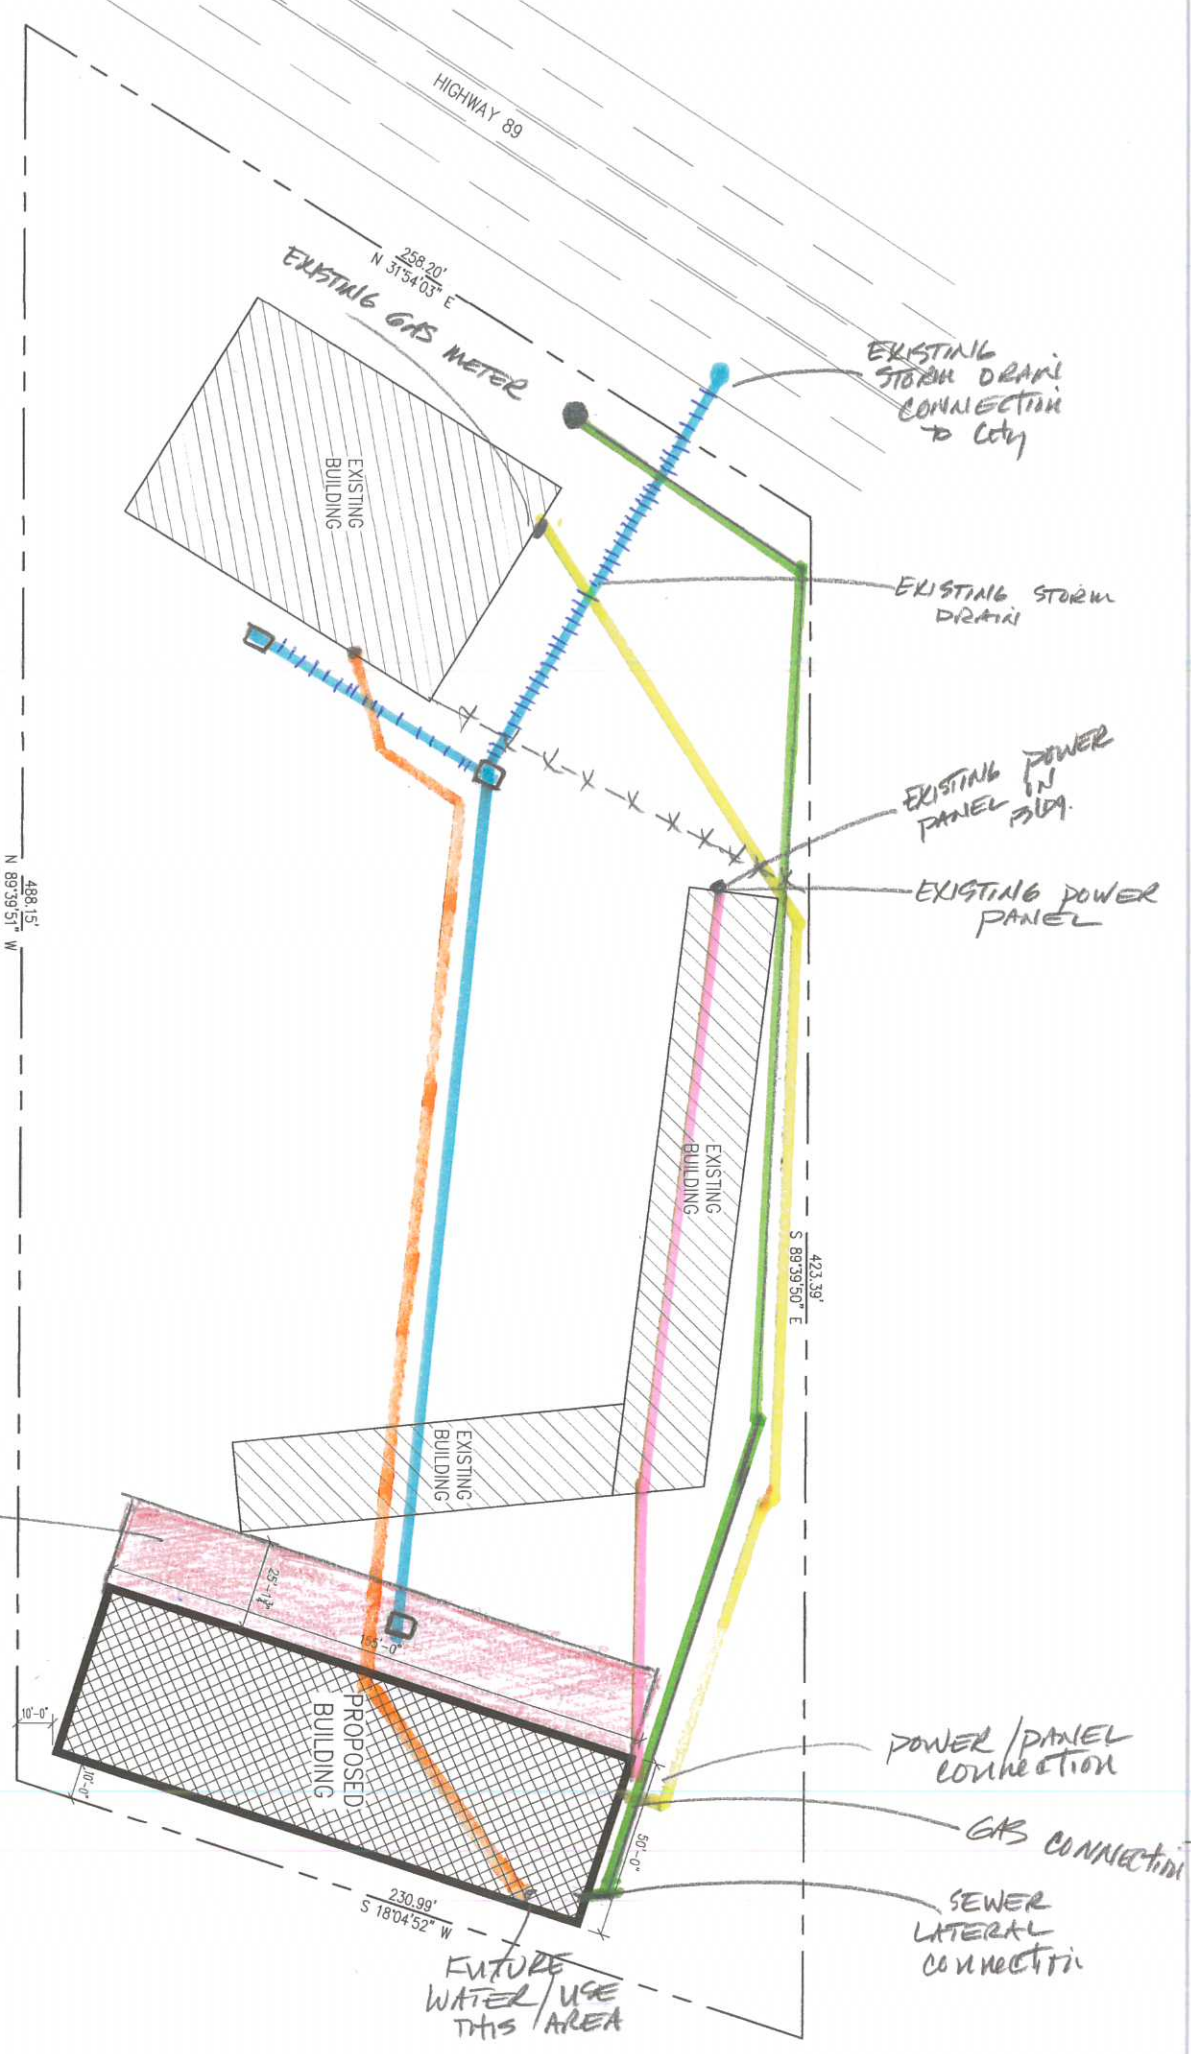 HIGHWAY 89
258.20'
N 31°54'03" E
EXISTING GAS METER
EXISTING
STORM DRAIN
CONNECTION
TO City
EXISTING
BUILDING
EXISTING STORM
DRAIN
EXISTING POWER
PANEL IN
BLDG.
EXISTING POWER
PANEL
488.15'
N 89°39'51" W
EXISTING
BUILDING
423.39'
S 89°39'50" E
EXISTING
BUILDING
25'-1¾"
155'-0"
PROPOSED
BUILDING
10'-0"
10'-0"
50'-0"
POWER/PANEL
connection
GAS CONNECTION
SEWER
LATERAL
connection
230.99'
S 18°04'52" W
FUTURE
WATER/USE
THIS AREA